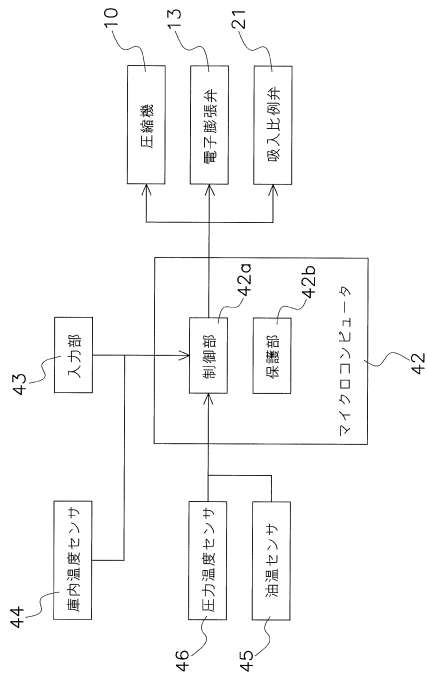 44
庫内温度センサ
43
入力部
46
圧力温度センサ
45
油温センサ
制御部
42a
保護部
42b
マイクロコンピュータ
42
圧縮機
10
電子膨張弁
13
吸入比例弁
21